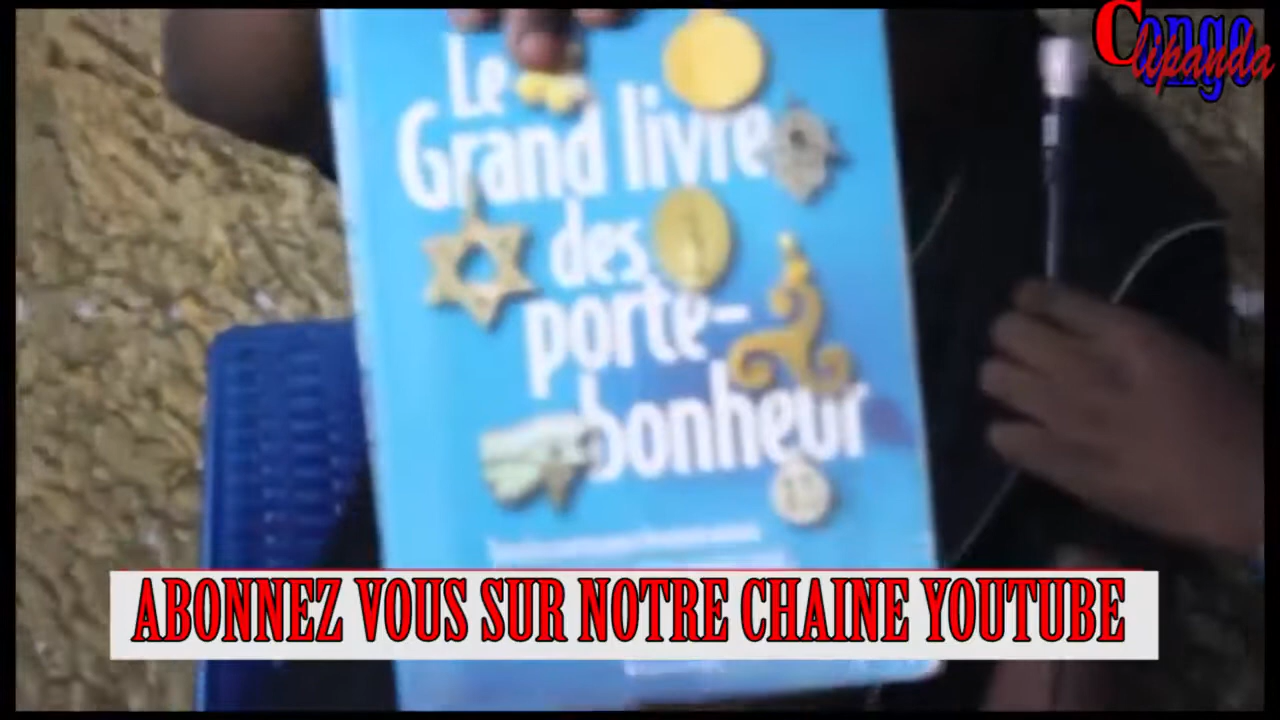 Congo
lipanda
Le
Grand livre
des
porte-
bonheur
ABONNEZ VOUS SUR NOTRE CHAINE YOUTUBE